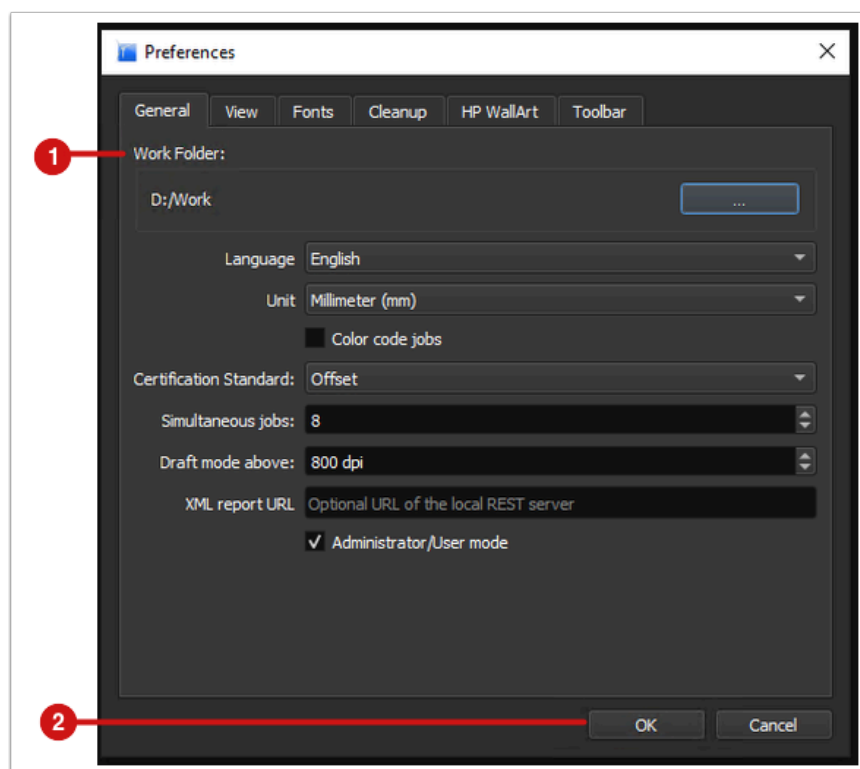 Preferences
General View Fonts Cleanup HP WallArt Toolbar
1 Work Folder:
D:/Work ...
Language English
Unit Millimeter (mm)
Color code jobs
Certification Standard: Offset
Simultaneous jobs: 8
Draft mode above: 800 dpi
XML report URL Optional URL of the local REST server
Administrator/User mode
2 OK Cancel